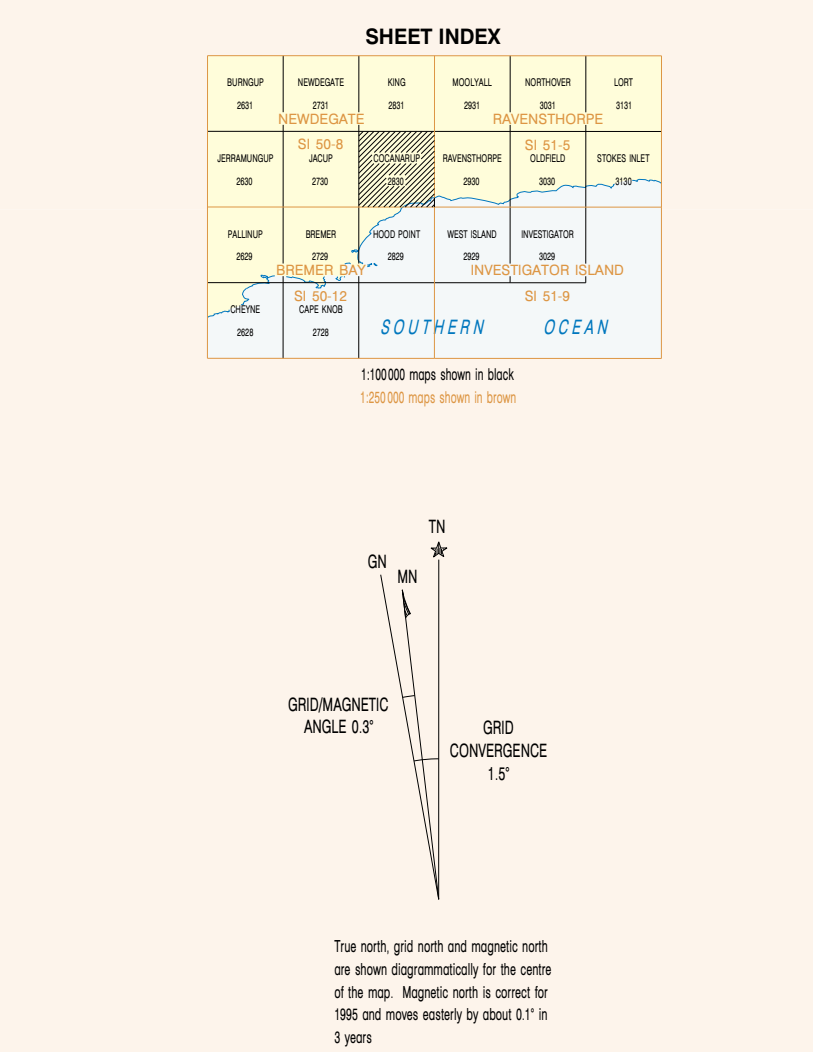 SHEET INDEX
BURNGUP NEWDEGATE KING MOOLYALL NORTHOVER LORT
2631 2731 2831 2931 3031 3131
NEWDEGATE RAVENSTHORPE
SI 50-8 SI 51-5
JERRAMUNGUP JACUP COCANARUP RAVENSTHORPE OLDFIELD STOKES INLET
2630 2730 2830 2930 3030 3130
PALLINUP BREMER HOOD POINT WEST ISLAND INVESTIGATOR
2629 2729 2829 2929 3029
BREMER BAY INVESTIGATOR ISLAND
SI 50-12 SI 51-9
CHEYNE CAPE KNOB
2628 2728
SOUTHERN OCEAN
1:100 000 maps shown in black
1:250 000 maps shown in brown
TN
GN
MN
GRID/MAGNETIC
ANGLE 0.3°
GRID
CONVERGENCE
1.5°
True north, grid north and magnetic north
are shown diagrammatically for the centre
of the map. Magnetic north is correct for
1995 and moves easterly by about 0.1° in
3 years